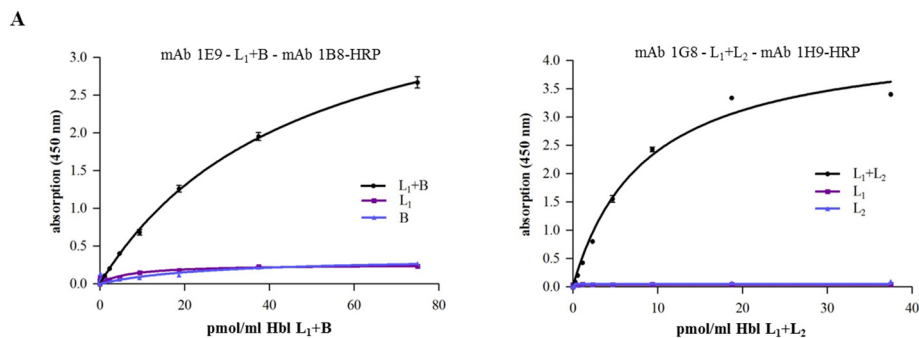 A
mAb 1E9 - L₁+B - mAb 1B8-HRP
absorption (450 nm)
3.0
2.5
2.0
1.5
1.0
0.5
0.0
0
20
40
60
80
pmol/ml Hbl L₁+B
L₁+B
L₁
B
mAb 1G8 - L₁+L₂ - mAb 1H9-HRP
absorption (450 nm)
4.0
3.5
3.0
2.5
2.0
1.5
1.0
0.5
0.0
0
10
20
30
40
pmol/ml Hbl L₁+L₂
L₁+L₂
L₁
L₂